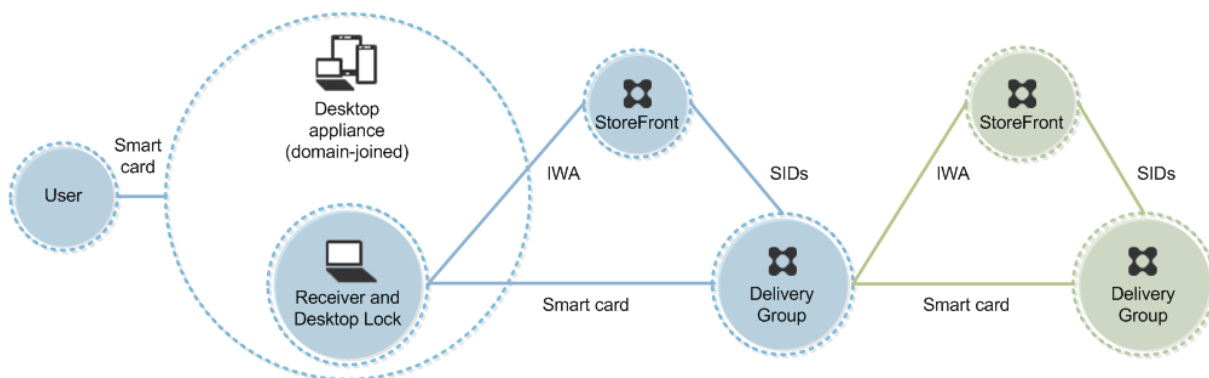 User
Smart
card
Desktop
appliance
(domain-joined)
Receiver and
Desktop Lock
IWA
StoreFront
SIDs
Smart card
Delivery
Group
IWA
StoreFront
SIDs
Smart card
Delivery
Group